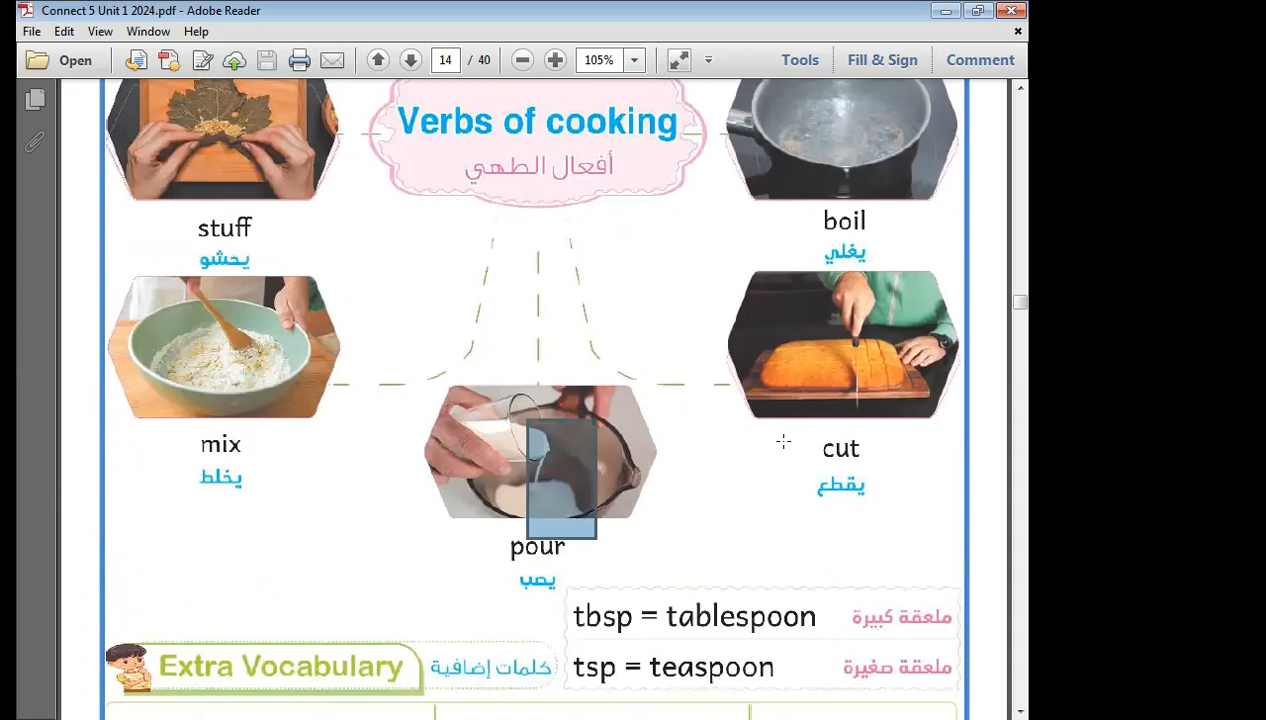 Connect 5 Unit 1 2024.pdf - Adobe Reader
File Edit View Window Help
Open 14 / 40 105% Tools Fill & Sign Comment
Verbs of cooking
أفعال الطهي
stuff
يحشو
boil
يغلي
mix
يخلط
cut
يقطع
pour
يصب
tbsp = tablespoon ملعقة كبيرة
tsp = teaspoon ملعقة صغيرة
Extra Vocabulary كلمات إضافية